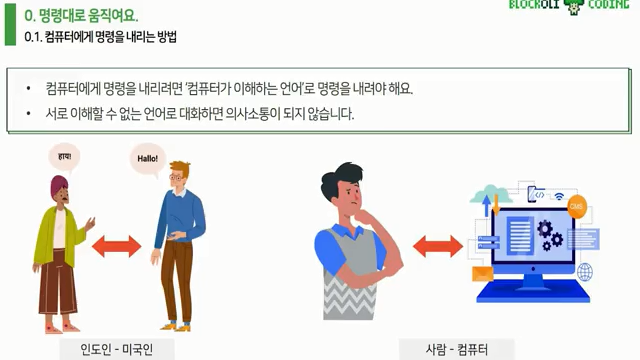 0. 명령대로 움직여요.
BLOCKOLI CODING
0.1. 컴퓨터에게 명령을 내리는 방법
• 컴퓨터에게 명령을 내리려면 '컴퓨터가 이해하는 언어'로 명령을 내려야 해요.
• 서로 이해할 수 없는 언어로 대화하면 의사소통이 되지 않습니다.
हाय!
Hallo!
</>
CMS
인도인 - 미국인
사람 - 컴퓨터